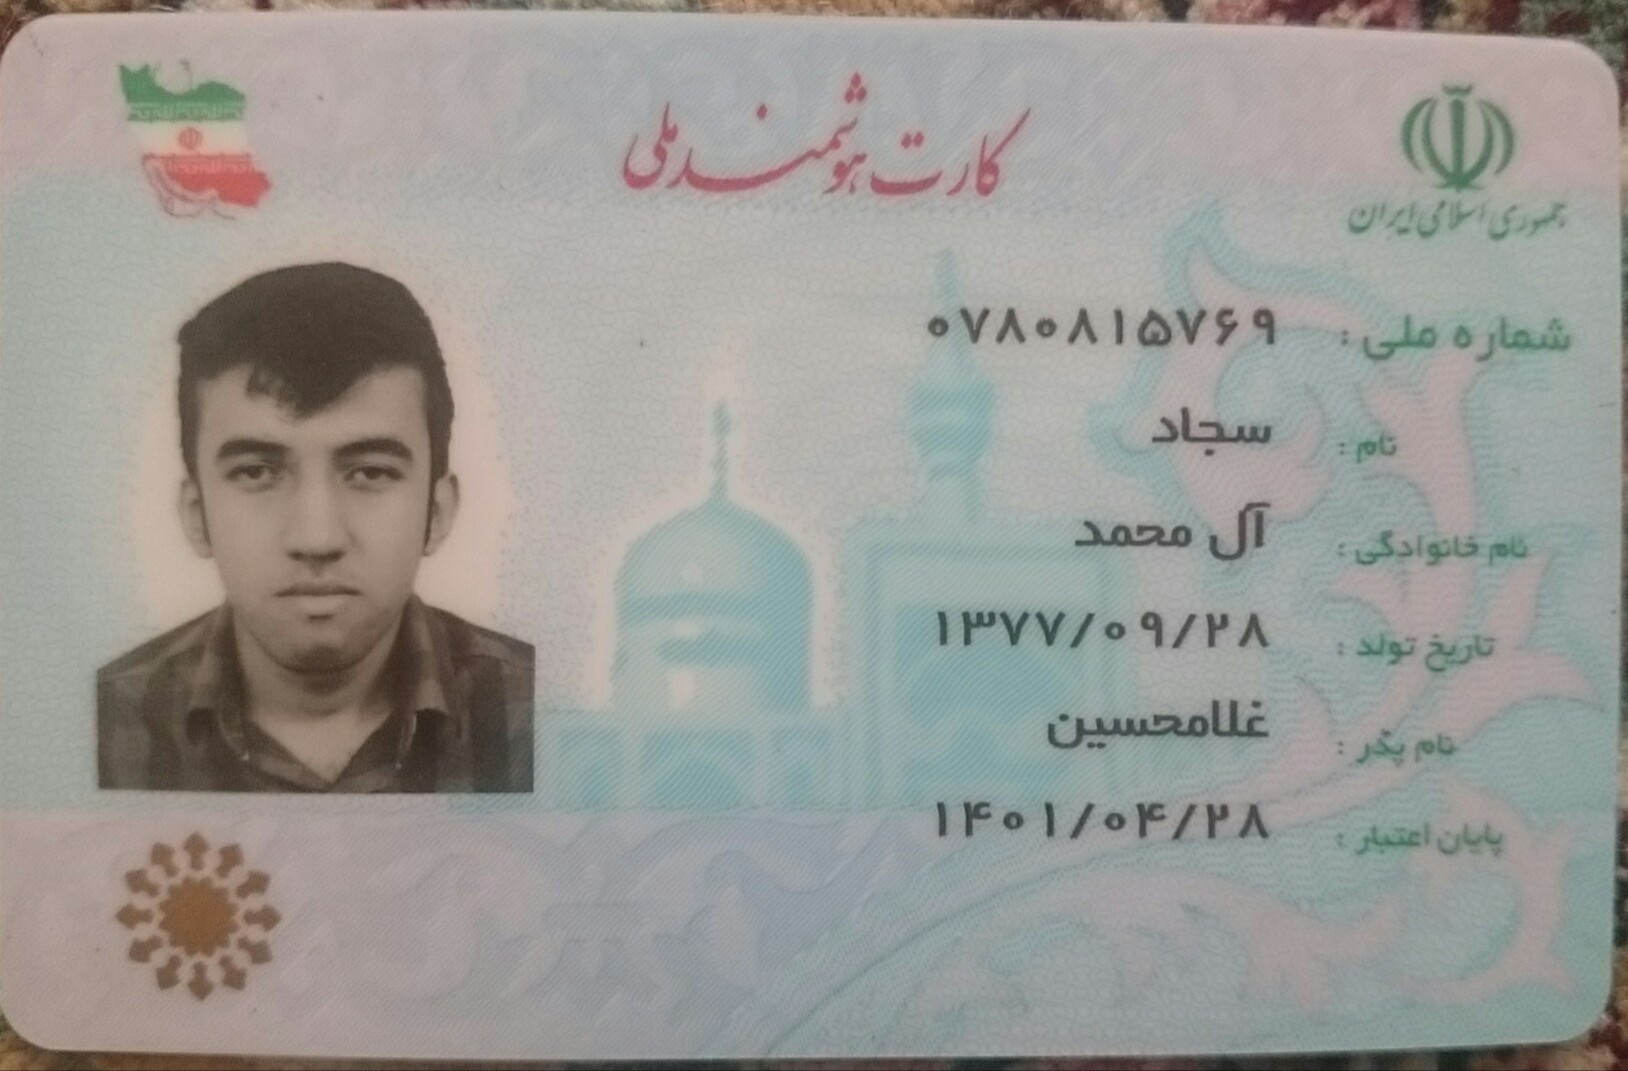 کارت هوشمند ملی
جمهوری اسلامی ایران
شماره ملی : ۰۷۸۰۸۱۵۷۶۹
نام : سجاد
نام خانوادگی : آل محمد
تاریخ تولد : ۱۳۷۷/۰۹/۲۸
نام پدر : غلامحسین
پایان اعتبار : ۱۴۰۱/۰۴/۲۸